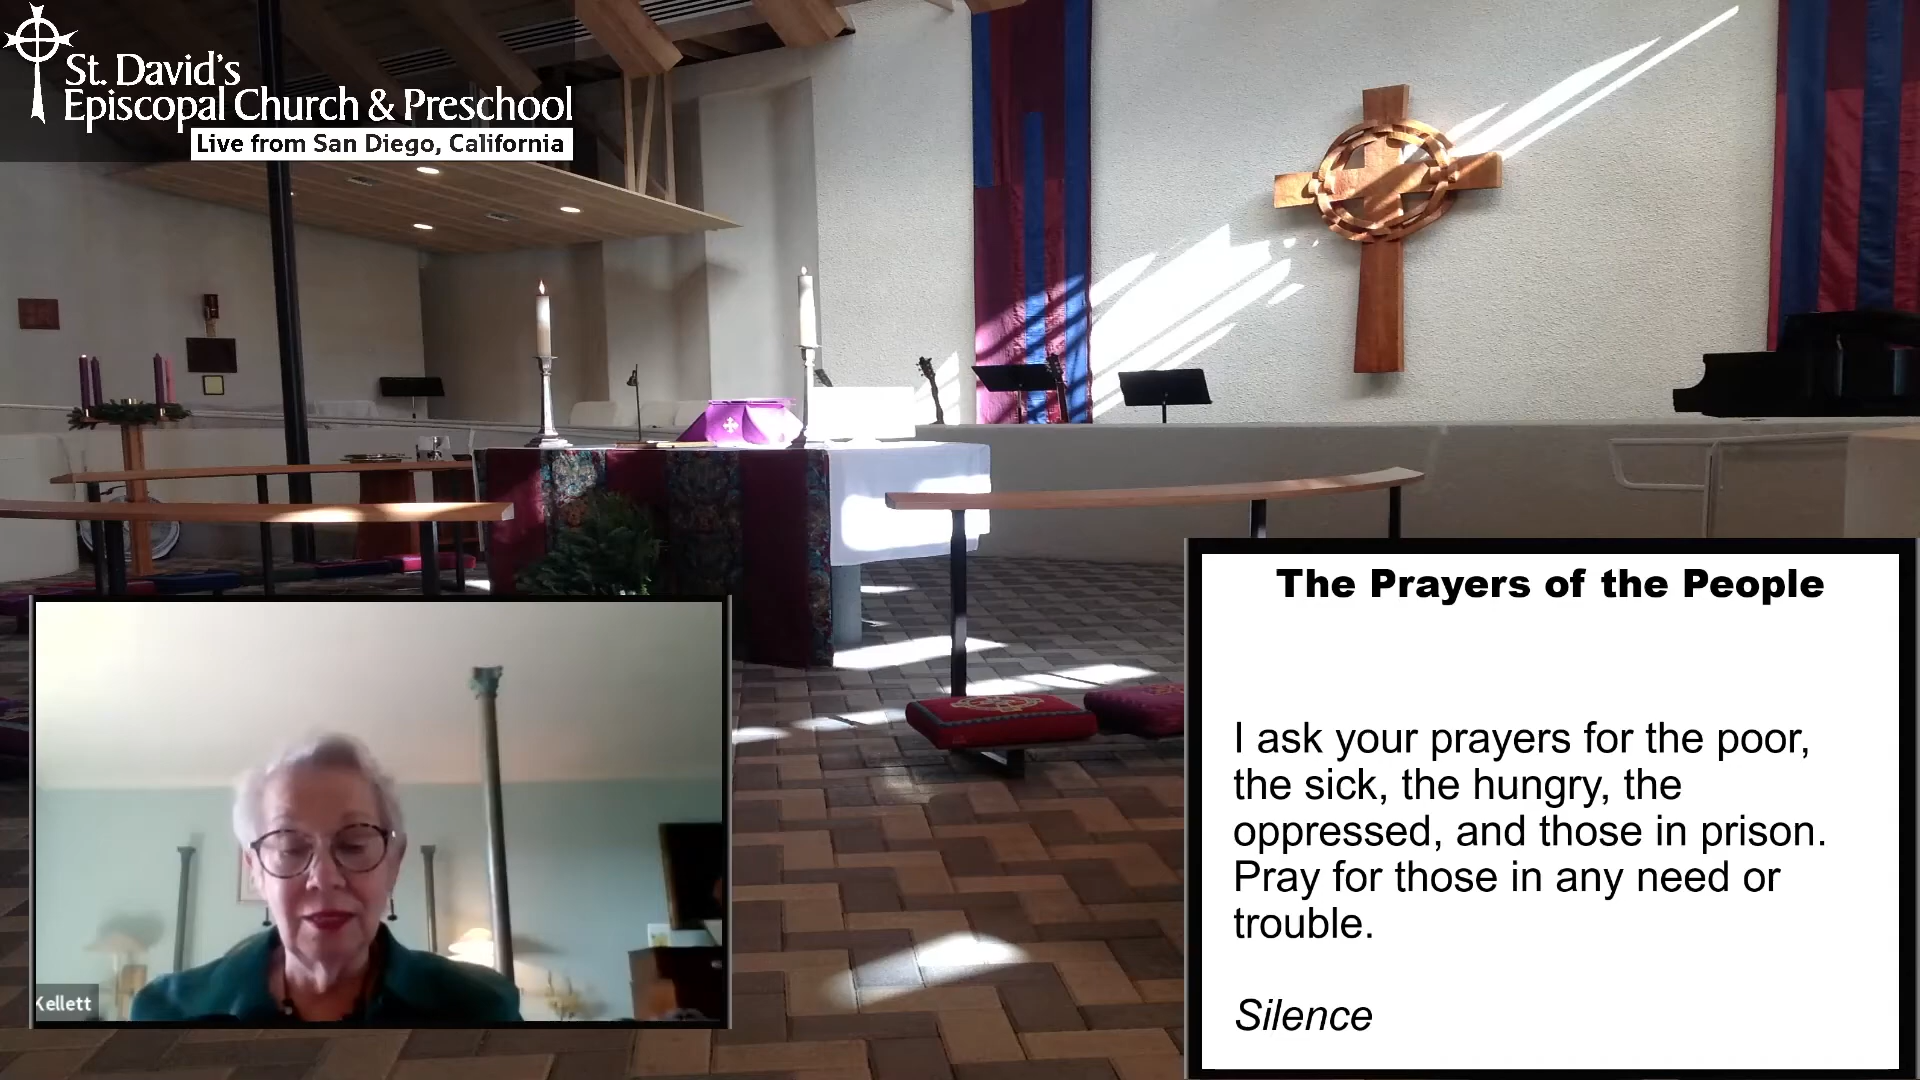 St. David's
Episcopal Church & Preschool
Live from San Diego, California
The Prayers of the People
I ask your prayers for the poor,
the sick, the hungry, the
oppressed, and those in prison.
Pray for those in any need or
trouble.
Silence
Kellett